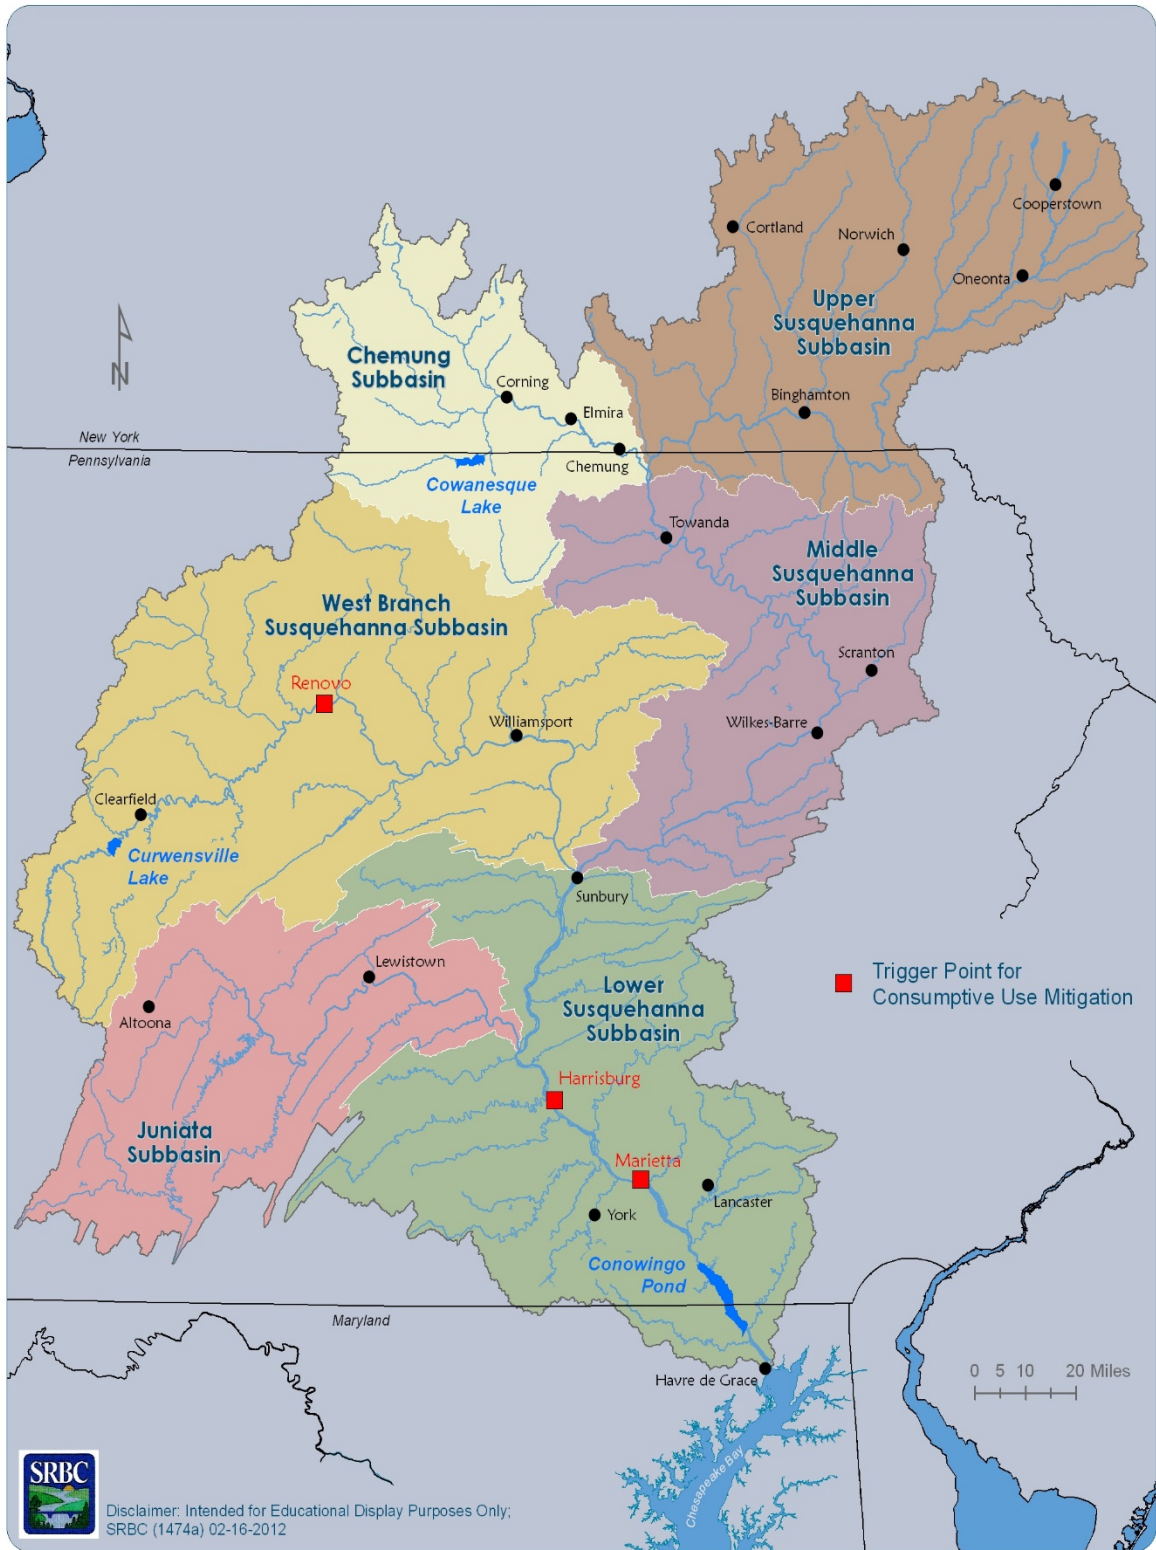 Cooperstown
Cortland
Norwich
Oneonta
Upper
Susquehanna
Subbasin
Chemung
Subbasin
Corning
Elmira
Binghamton
N
New York
Pennsylvania
Chemung
Cowanesque
Lake
Towanda
Middle
Susquehanna
Subbasin
West Branch
Susquehanna Subbasin
Scranton
Renovo
Williamsport
Wilkes-Barre
Clearfield
Curwensville
Lake
Sunbury
Lewistown
Altoona
Lower
Susquehanna
Subbasin
Trigger Point for
Consumptive Use Mitigation
Harrisburg
Juniata
Subbasin
Marietta
Lancaster
York
Conowingo
Pond
Maryland
Havre de Grace
0 5 10 20 Miles
Chesapeake Bay
SRBC
Disclaimer: Intended for Educational Display Purposes Only;
SRBC (1474a) 02-16-2012